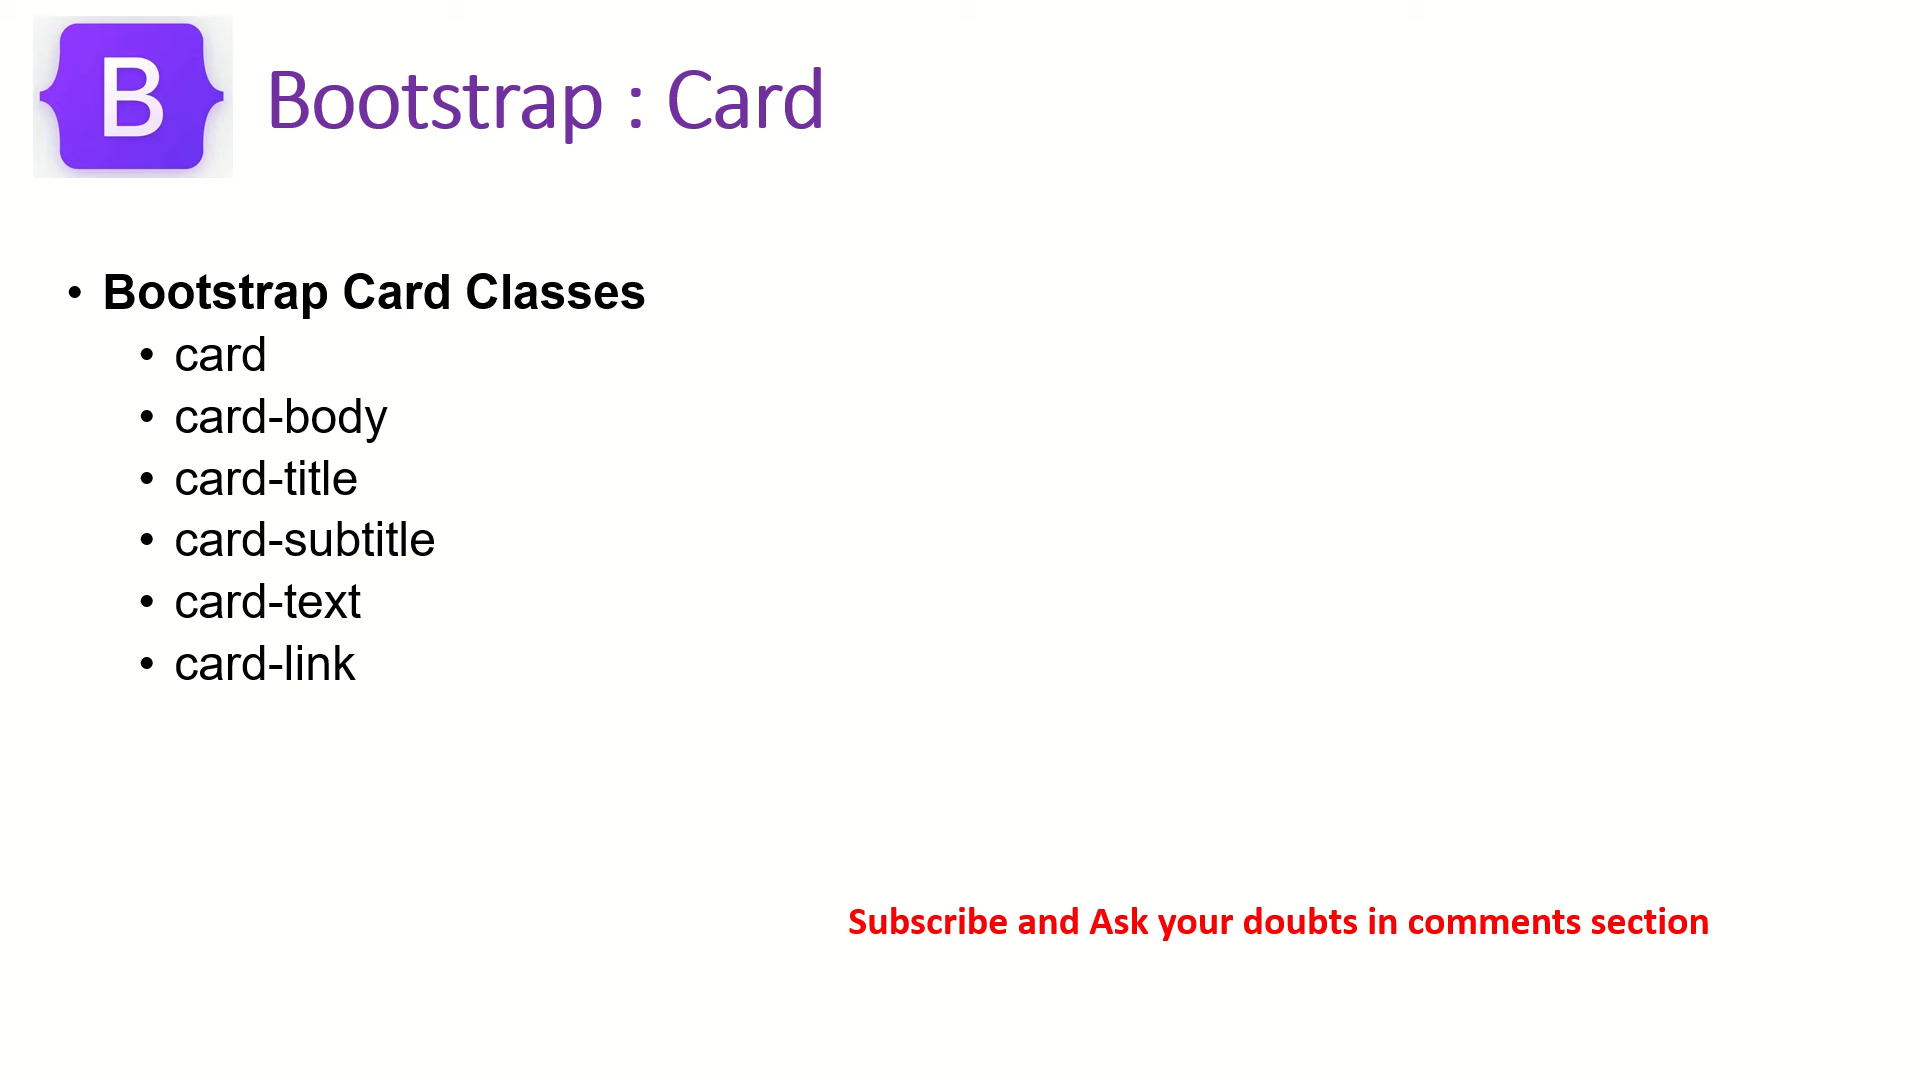 B
Bootstrap : Card
• Bootstrap Card Classes
• card
• card-body
• card-title
• card-subtitle
• card-text
• card-link
Subscribe and Ask your doubts in comments section